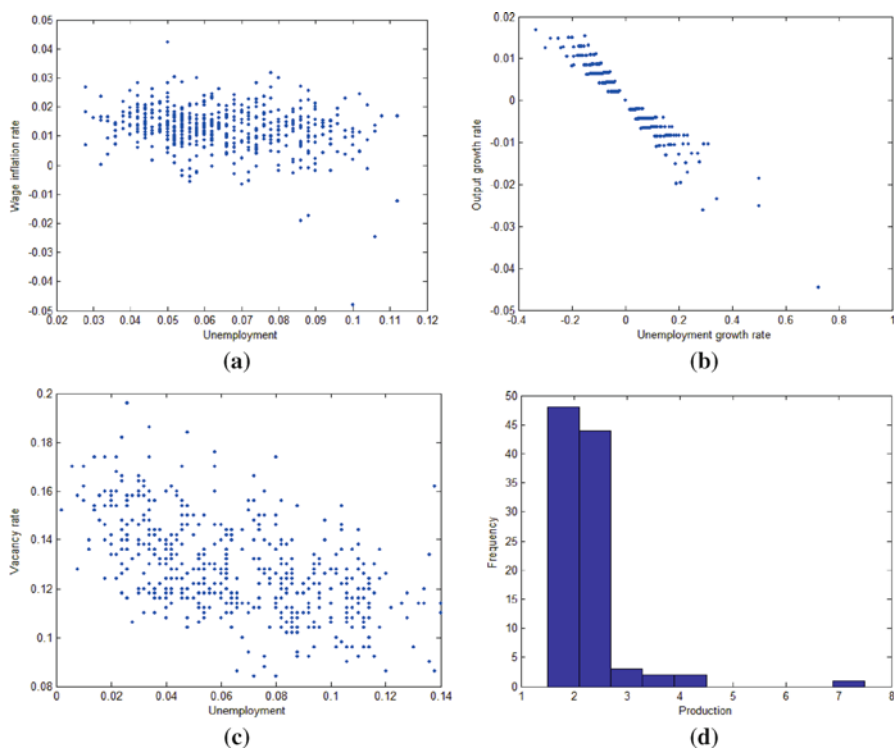 0.05
0.04
0.03
0.02
0.01
0
-0.01
-0.02
-0.03
-0.04
-0.05
Wage inflation rate
0.02 0.03 0.04 0.05 0.06 0.07 0.08 0.09 0.1 0.11 0.12
Unemployment
(a)
0.02
0.01
0
-0.01
-0.02
-0.03
-0.04
-0.05
Output growth rate
-0.4 -0.2 0 0.2 0.4 0.6 0.8 1
Unemployment growth rate
(b)
0.2
0.18
0.16
0.14
0.12
0.1
0.08
Vacancy rate
0 0.02 0.04 0.06 0.08 0.1 0.12 0.14
Unemployment
(c)
50
45
40
35
30
25
20
15
10
5
0
Frequency
1 2 3 4 5 6 7 8
Production
(d)